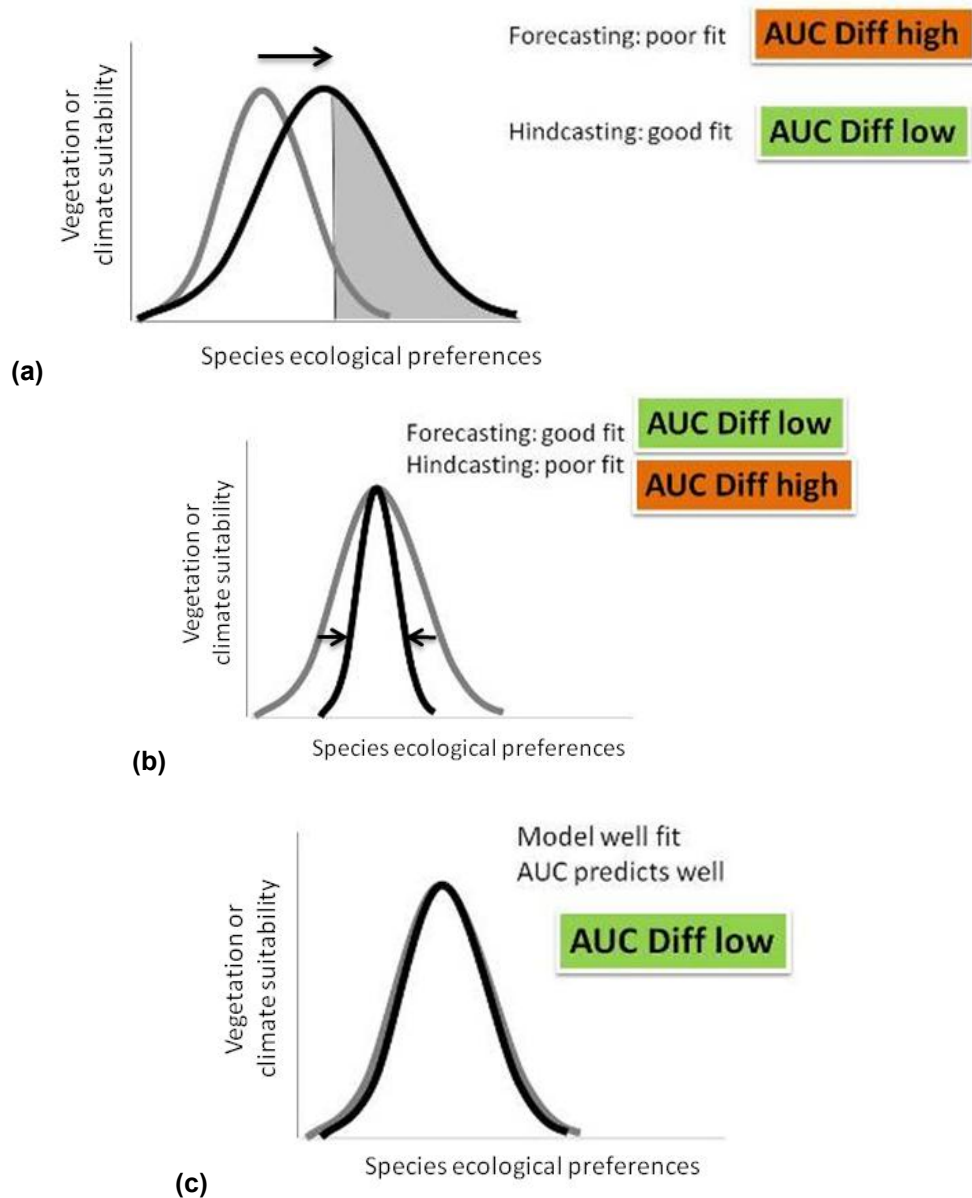 Forecasting: poor fit
AUC Diff high
Hindcasting: good fit
AUC Diff low
Vegetation or
climate suitability
Species ecological preferences
(a)
Forecasting: good fit
AUC Diff low
Hindcasting: poor fit
AUC Diff high
Vegetation or
climate suitability
Species ecological preferences
(b)
Model well fit
AUC predicts well
AUC Diff low
Vegetation or
climate suitability
Species ecological preferences
(c)